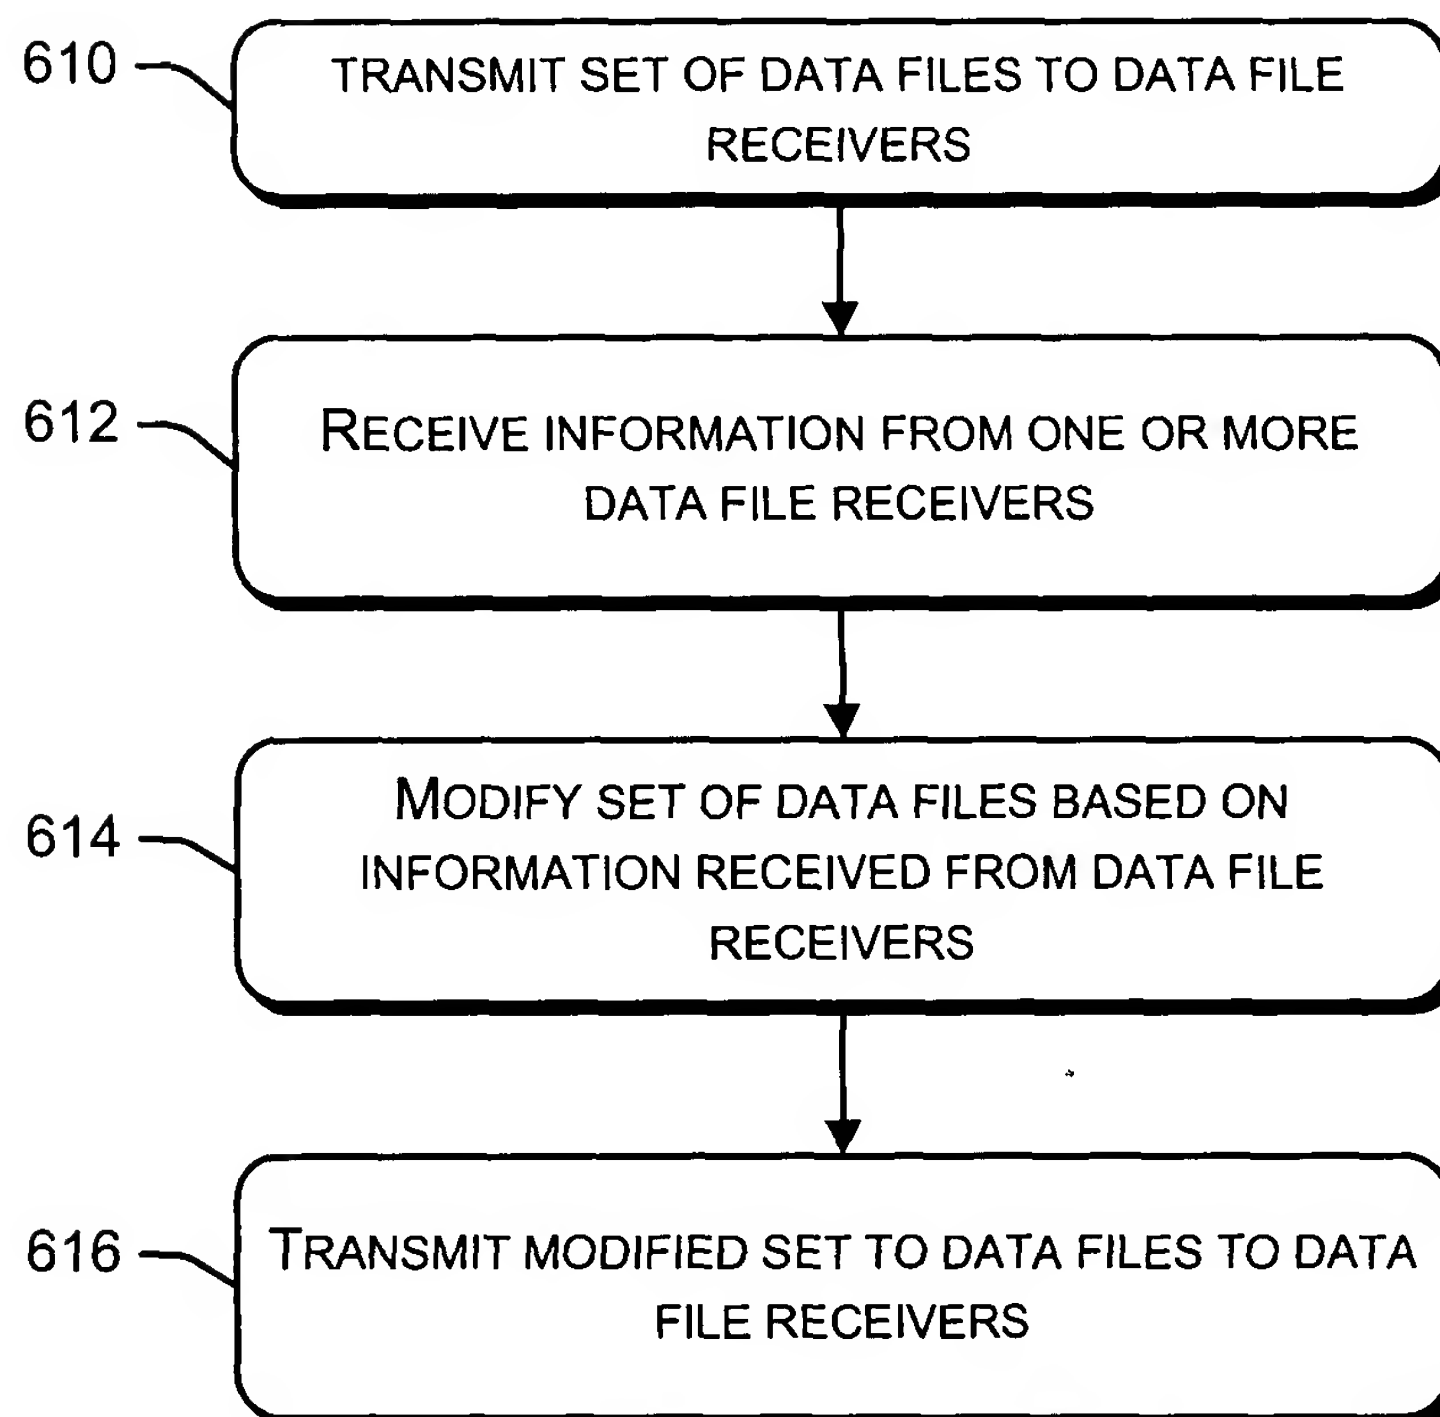 610
TRANSMIT SET OF DATA FILES TO DATA FILE
RECEIVERS
612
RECEIVE INFORMATION FROM ONE OR MORE
DATA FILE RECEIVERS
614
MODIFY SET OF DATA FILES BASED ON
INFORMATION RECEIVED FROM DATA FILE
RECEIVERS
616
TRANSMIT MODIFIED SET TO DATA FILES TO DATA
FILE RECEIVERS